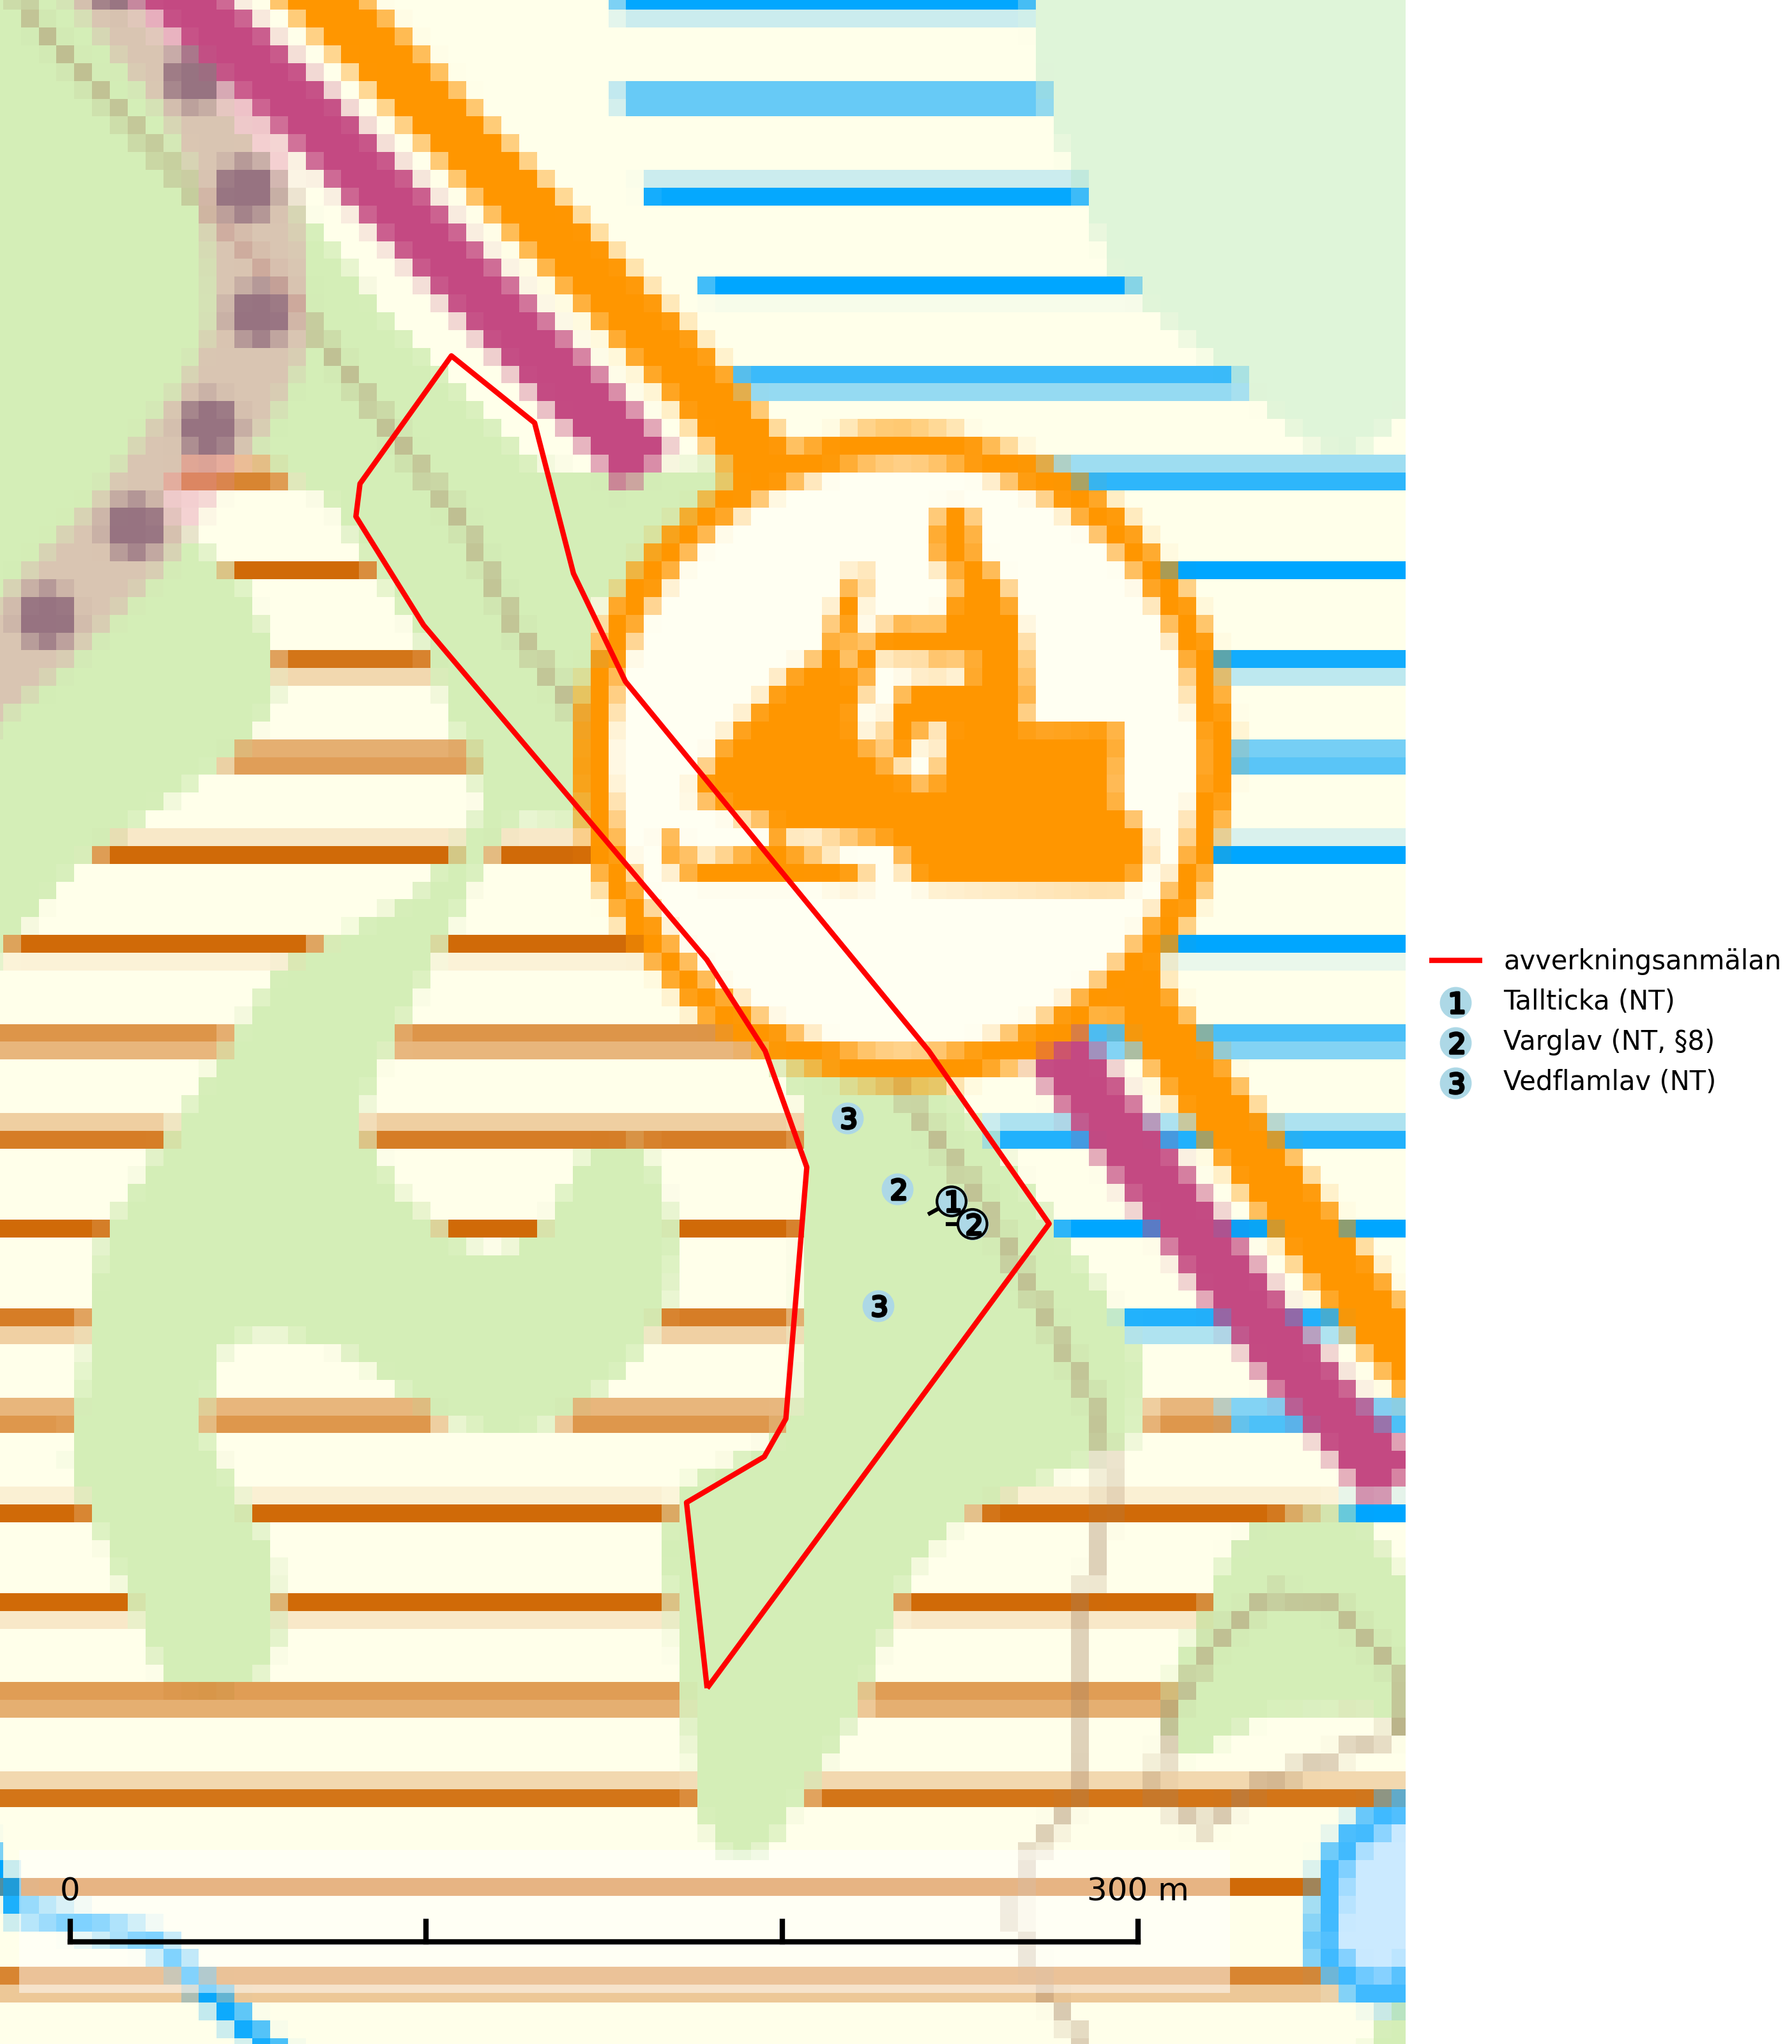 avverkningsanmälan
1 Tallticka (NT)
2 Varglav (NT, §8)
3 Vedflamlav (NT)
3
2
1
2
3
0 300 m